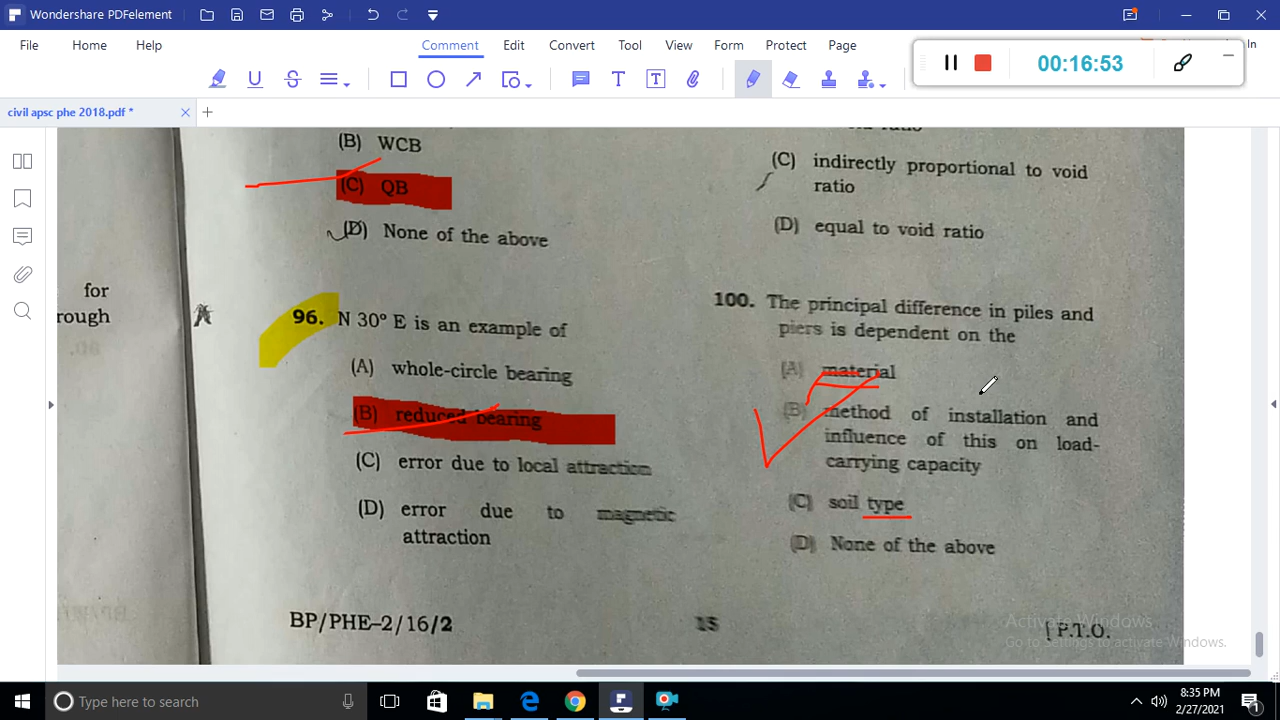 Wondershare PDFelement
File Home Help Comment Edit Convert Tool View Form Protect Page
00:16:53
civil apsc phe 2018.pdf *
for
rough
(B) WCB
(C) QB
(D) None of the above
96. N 30° E is an example of
(A) whole-circle bearing
(B) reduced bearing
(C) error due to local attraction
(D) error due to magnetic
attraction
BP/PHE–2/16/2
(C) indirectly proportional to void
ratio
(D) equal to void ratio
100. The principal difference in piles and
piers is dependent on the
(A) material
(B) method of installation and
influence of this on load-
carrying capacity
(C) soil type
(D) None of the above
15
[ P.T.O.
Activate Windows
Go to Settings to activate Windows.
Type here to search
8:35 PM
2/27/2021